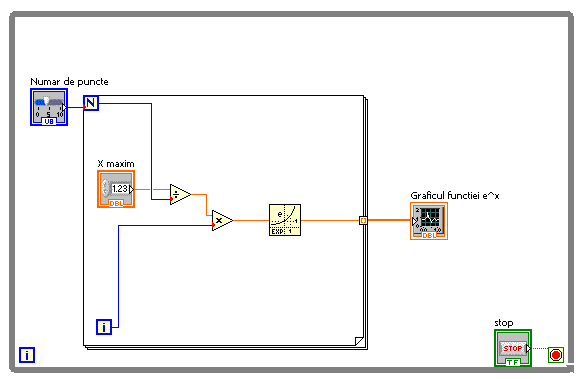 Numar de puncte
0 5 10
U8
N
X maxim
1.23
DBL
÷
x
e
EXP
Graficul functiei e^x
DBL
i
stop
STOP
TF
i